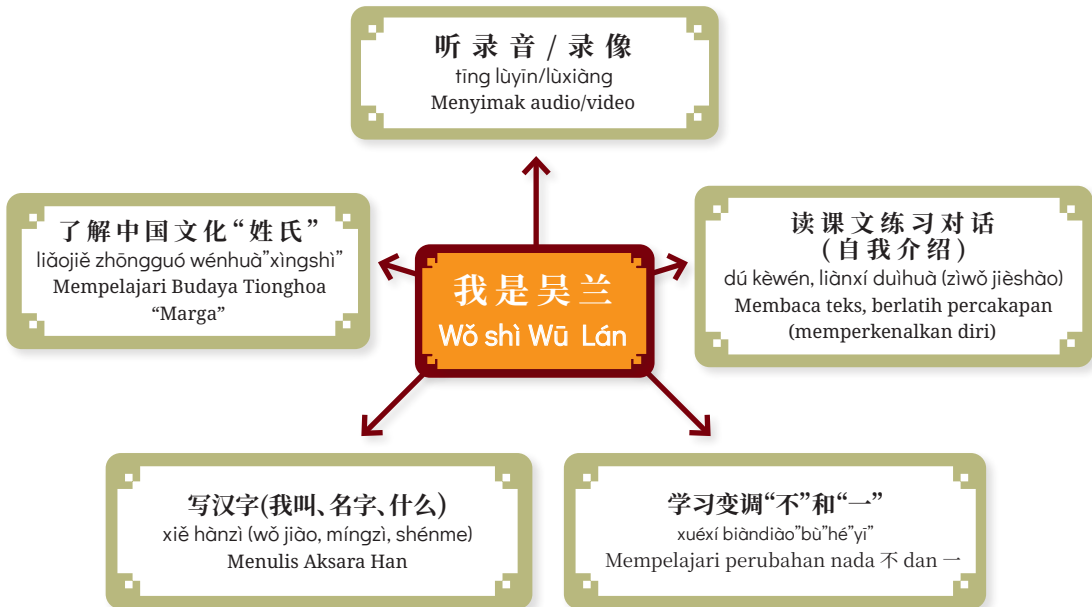 听录音/录像
tīng lùyīn/lùxiàng
Menyimak audio/video
了解中国文化“姓氏”
liǎojiě zhōngguó wénhuà”xìngshì”
Mempelajari Budaya Tionghoa
“Marga”
读课文练习对话
(自我介绍)
dú kèwén, liànxí duìhuà (zìwǒ jièshào)
Membaca teks, berlatih percakapan
(memperkenalkan diri)
我是吴兰
Wǒ shì Wū Lán
写汉字(我叫、名字、什么)
xiě hànzì (wǒ jiào, míngzì, shénme)
Menulis Aksara Han
学习变调“不”和“一”
xuéxí biàndiào”bù”hé”yī”
Mempelajari perubahan nada 不 dan 一